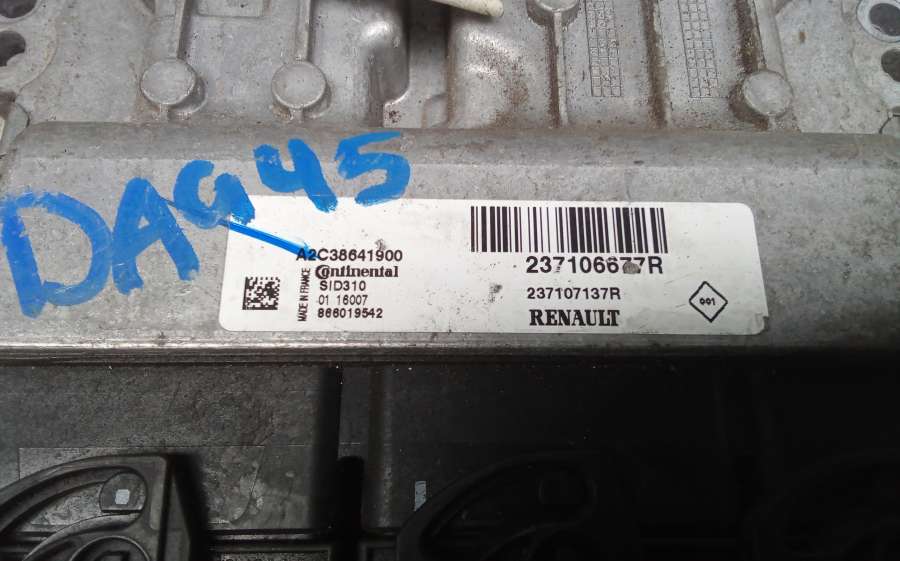 DAG45
A2C38641900
Continental
SID310
01 16007
866019542
MADE IN FRANCE
237106677R
237107137R
RENAULT
001